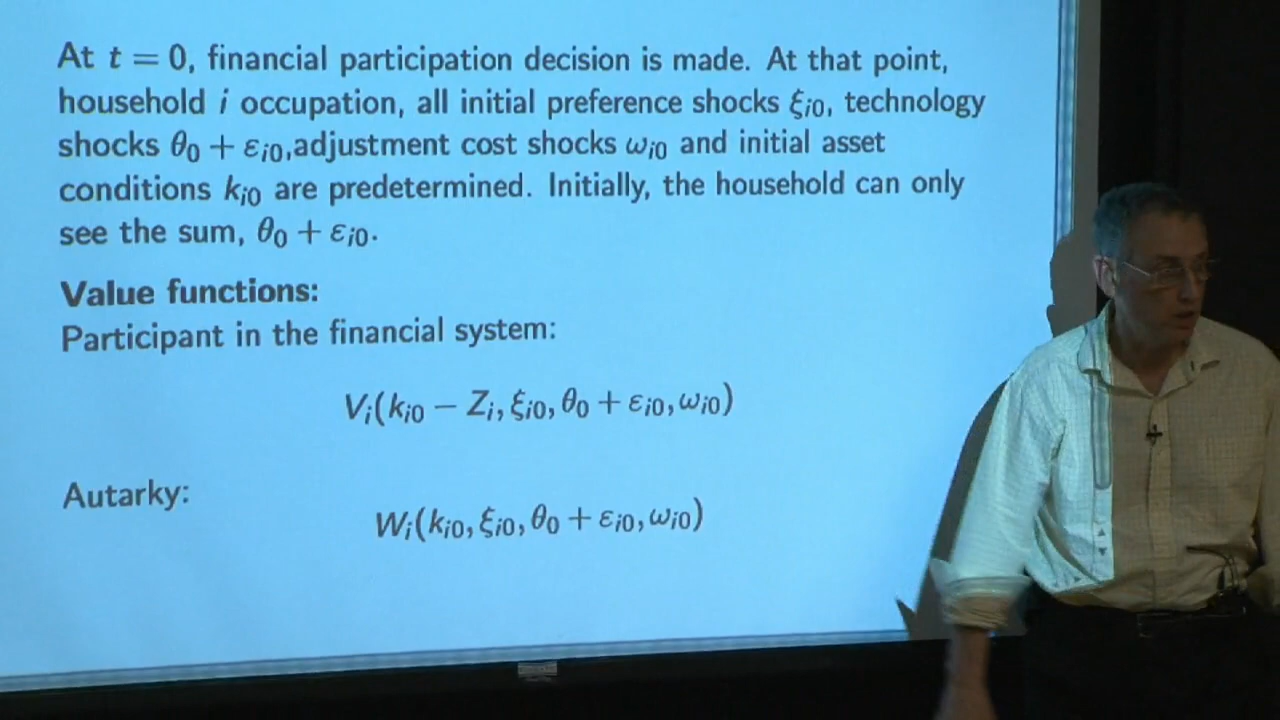 At t = 0, financial participation decision is made. At that point,
household i occupation, all initial preference shocks ξᵢ₀, technology
shocks θ₀ + εᵢ₀,adjustment cost shocks ωᵢ₀ and initial asset
conditions kᵢ₀ are predetermined. Initially, the household can only
see the sum, θ₀ + εᵢ₀.
Value functions:
Participant in the financial system:
Vᵢ(kᵢ₀ − Zᵢ, ξᵢ₀, θ₀ + εᵢ₀, ωᵢ₀)
Autarky:
Wᵢ(kᵢ₀, ξᵢ₀, θ₀ + εᵢ₀, ωᵢ₀)